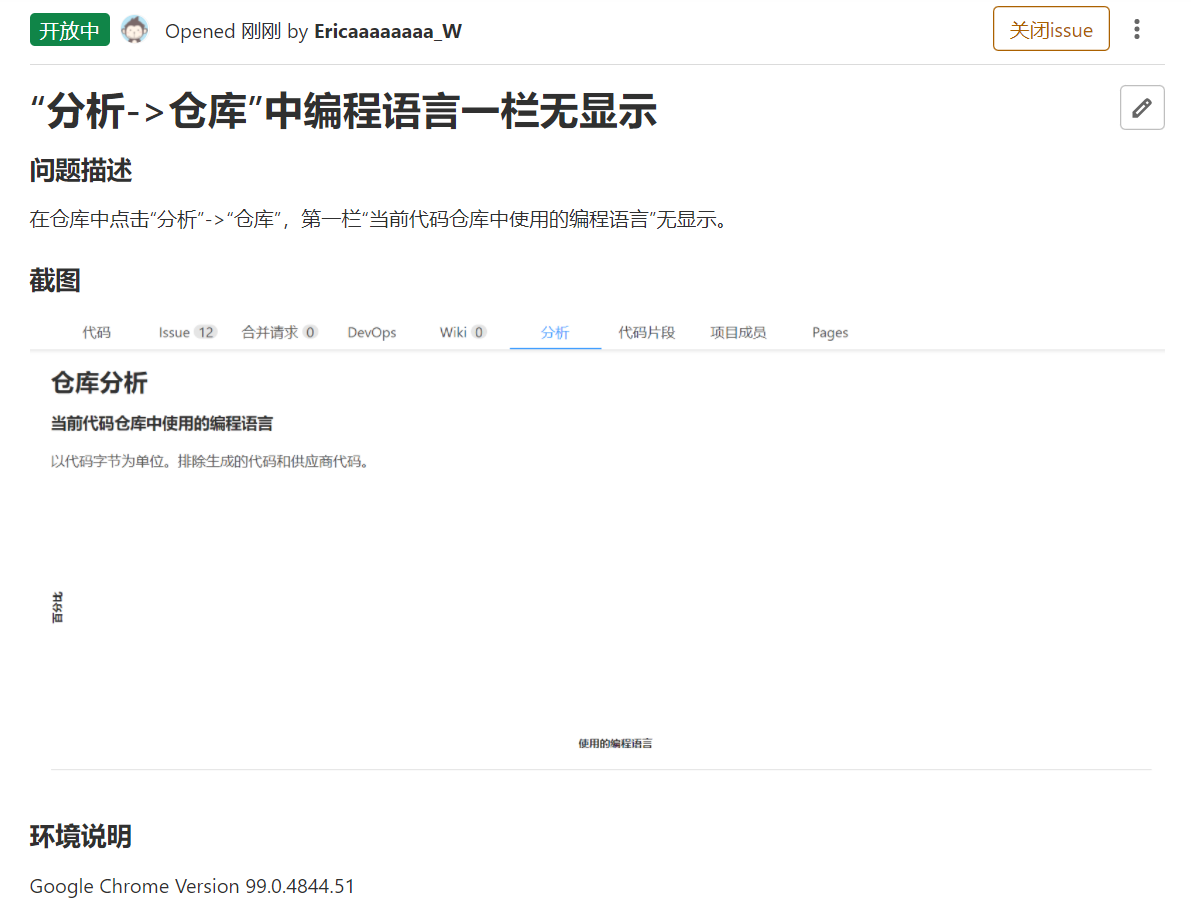 开放中 Opened 刚刚 by Ericaaaaaaaa_W 关闭issue
“分析->仓库”中编程语言一栏无显示
问题描述
在仓库中点击“分析”->“仓库”，第一栏“当前代码仓库中使用的编程语言”无显示。
截图
代码 Issue 12 合并请求 0 DevOps Wiki 0 分析 代码片段 项目成员 Pages
仓库分析
当前代码仓库中使用的编程语言
以代码字节为单位。排除生成的代码和供应商代码。
百分比
使用的编程语言
环境说明
Google Chrome Version 99.0.4844.51